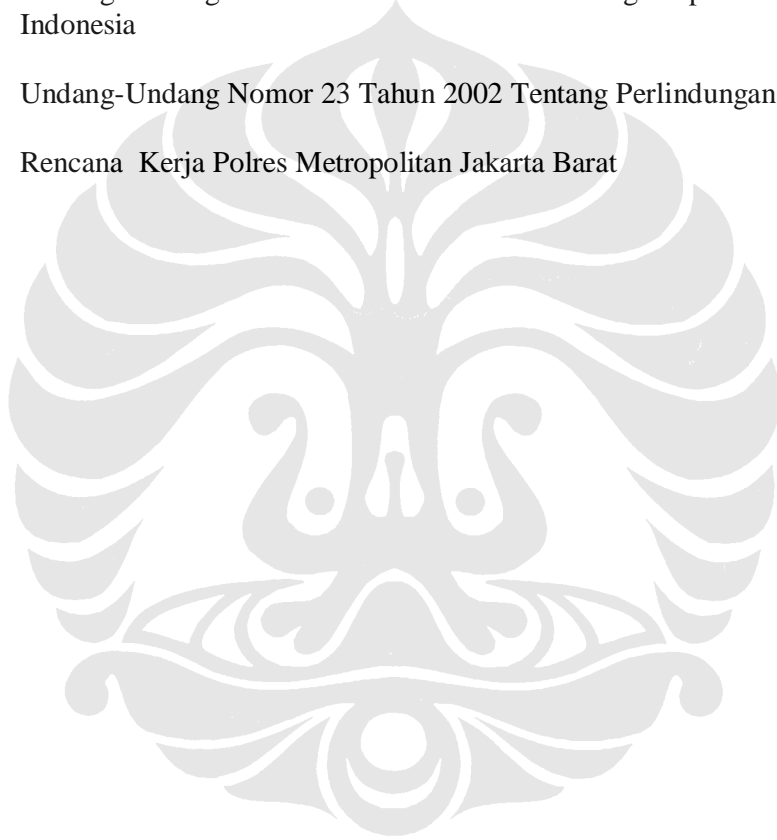 Indonesia
Undang-Undang Nomor 23 Tahun 2002 Tentang Perlindungan
Rencana Kerja Polres Metropolitan Jakarta Barat